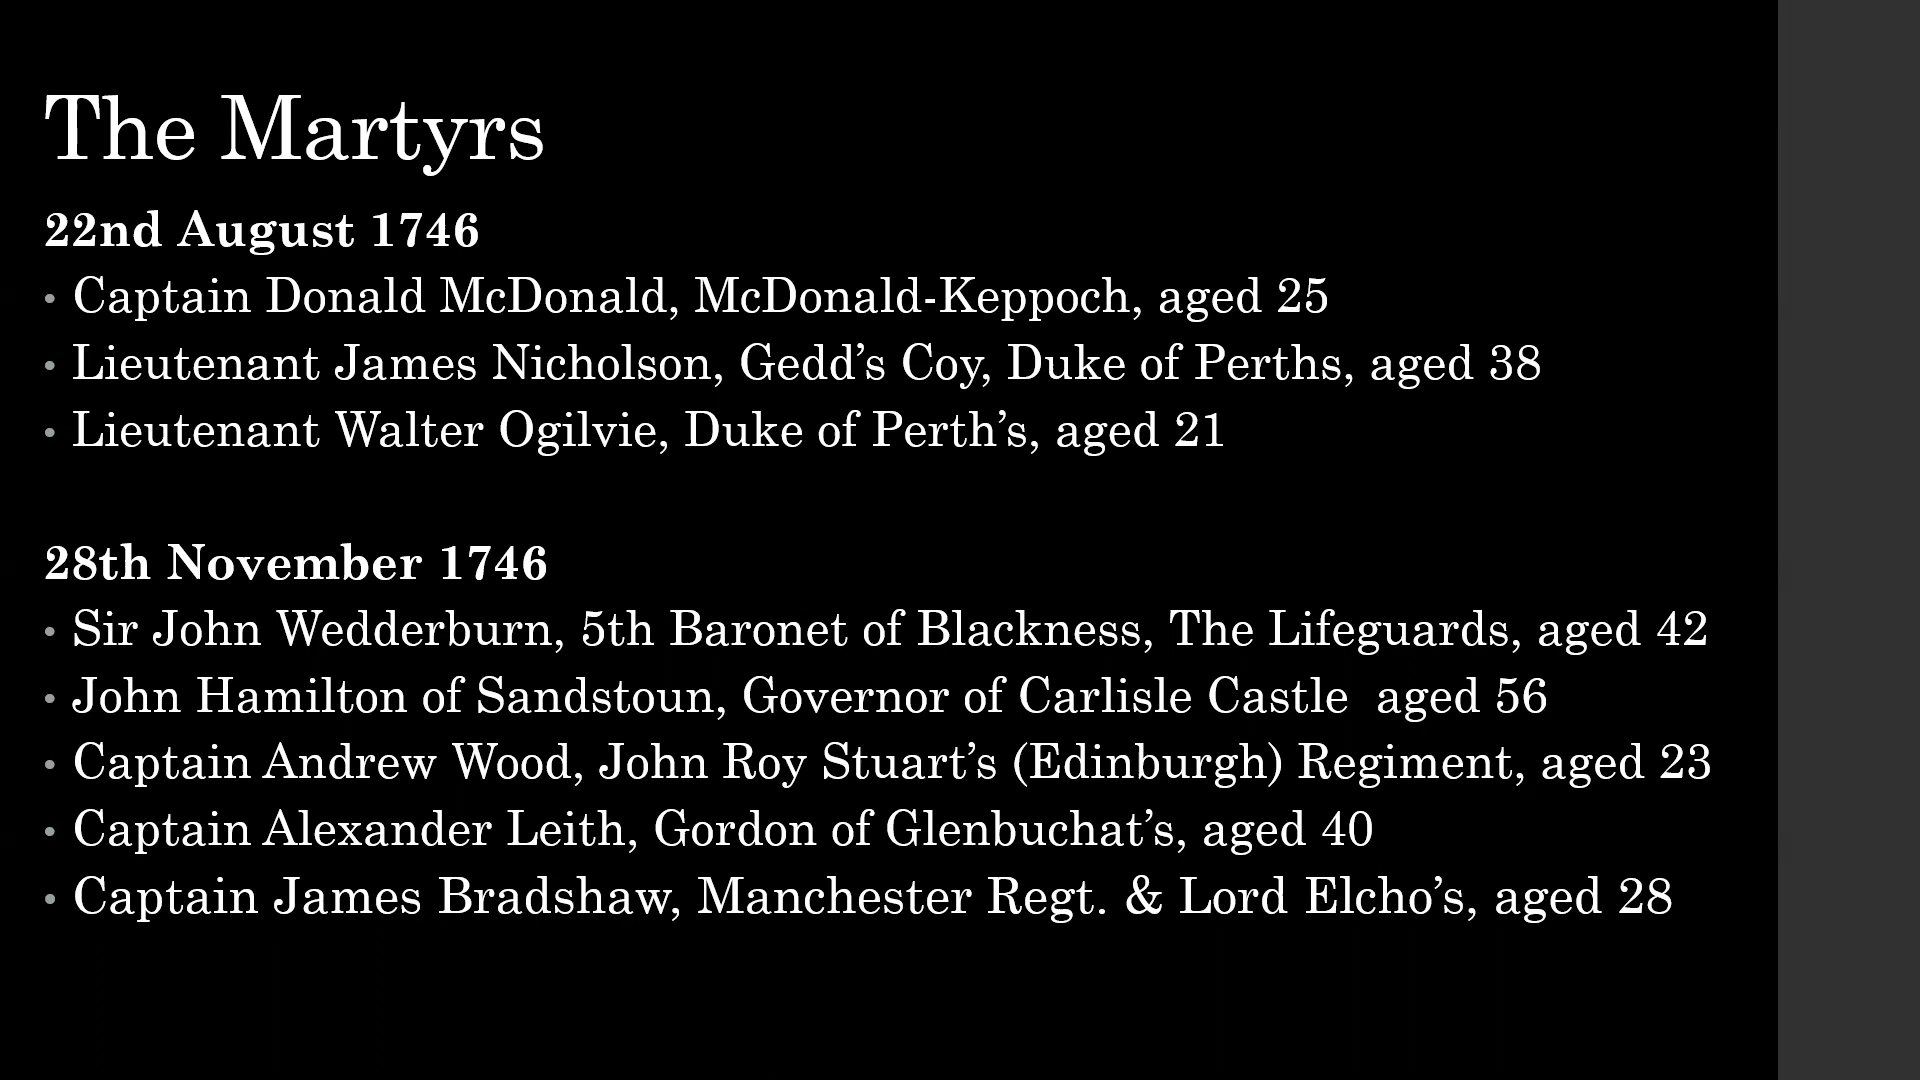 The Martyrs
22nd August 1746
• Captain Donald McDonald, McDonald-Keppoch, aged 25
• Lieutenant James Nicholson, Gedd’s Coy, Duke of Perths, aged 38
• Lieutenant Walter Ogilvie, Duke of Perth’s, aged 21
28th November 1746
• Sir John Wedderburn, 5th Baronet of Blackness, The Lifeguards, aged 42
• John Hamilton of Sandstoun, Governor of Carlisle Castle  aged 56
• Captain Andrew Wood, John Roy Stuart’s (Edinburgh) Regiment, aged 23
• Captain Alexander Leith, Gordon of Glenbuchat’s, aged 40
• Captain James Bradshaw, Manchester Regt. & Lord Elcho’s, aged 28